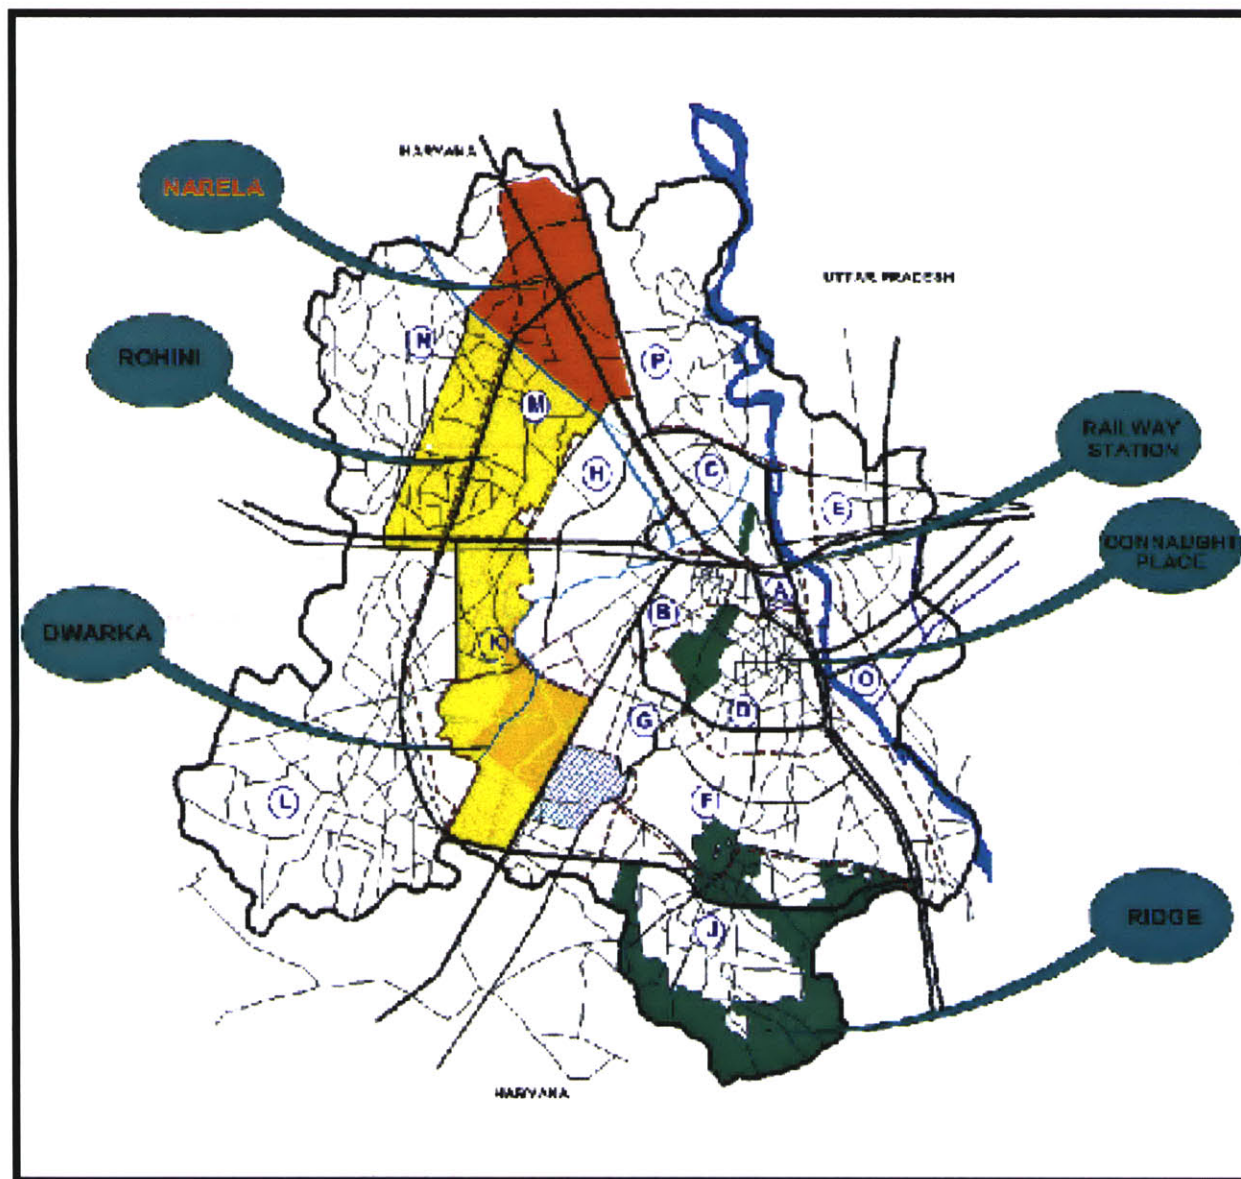 HARYANA
NARELA
UTTAR PRADESH
ROHINI
N
P
M
RAILWAY
STATION
H
C
E
CONNAUGHT
PLACE
A
B
DWARKA
K
O
G
D
L
F
RIDGE
J
HARYANA